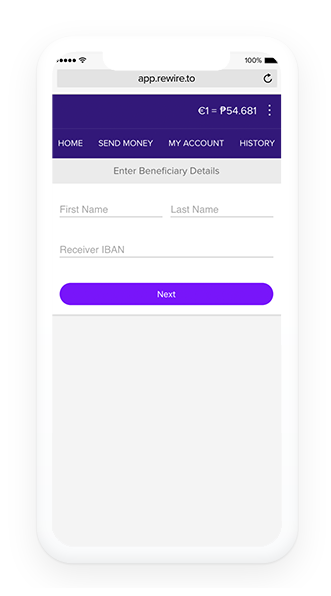 100%
app.rewire.to
€1 = ₱54.681
HOME SEND MONEY MY ACCOUNT HISTORY
Enter Beneficiary Details
First Name Last Name
Receiver IBAN
Next